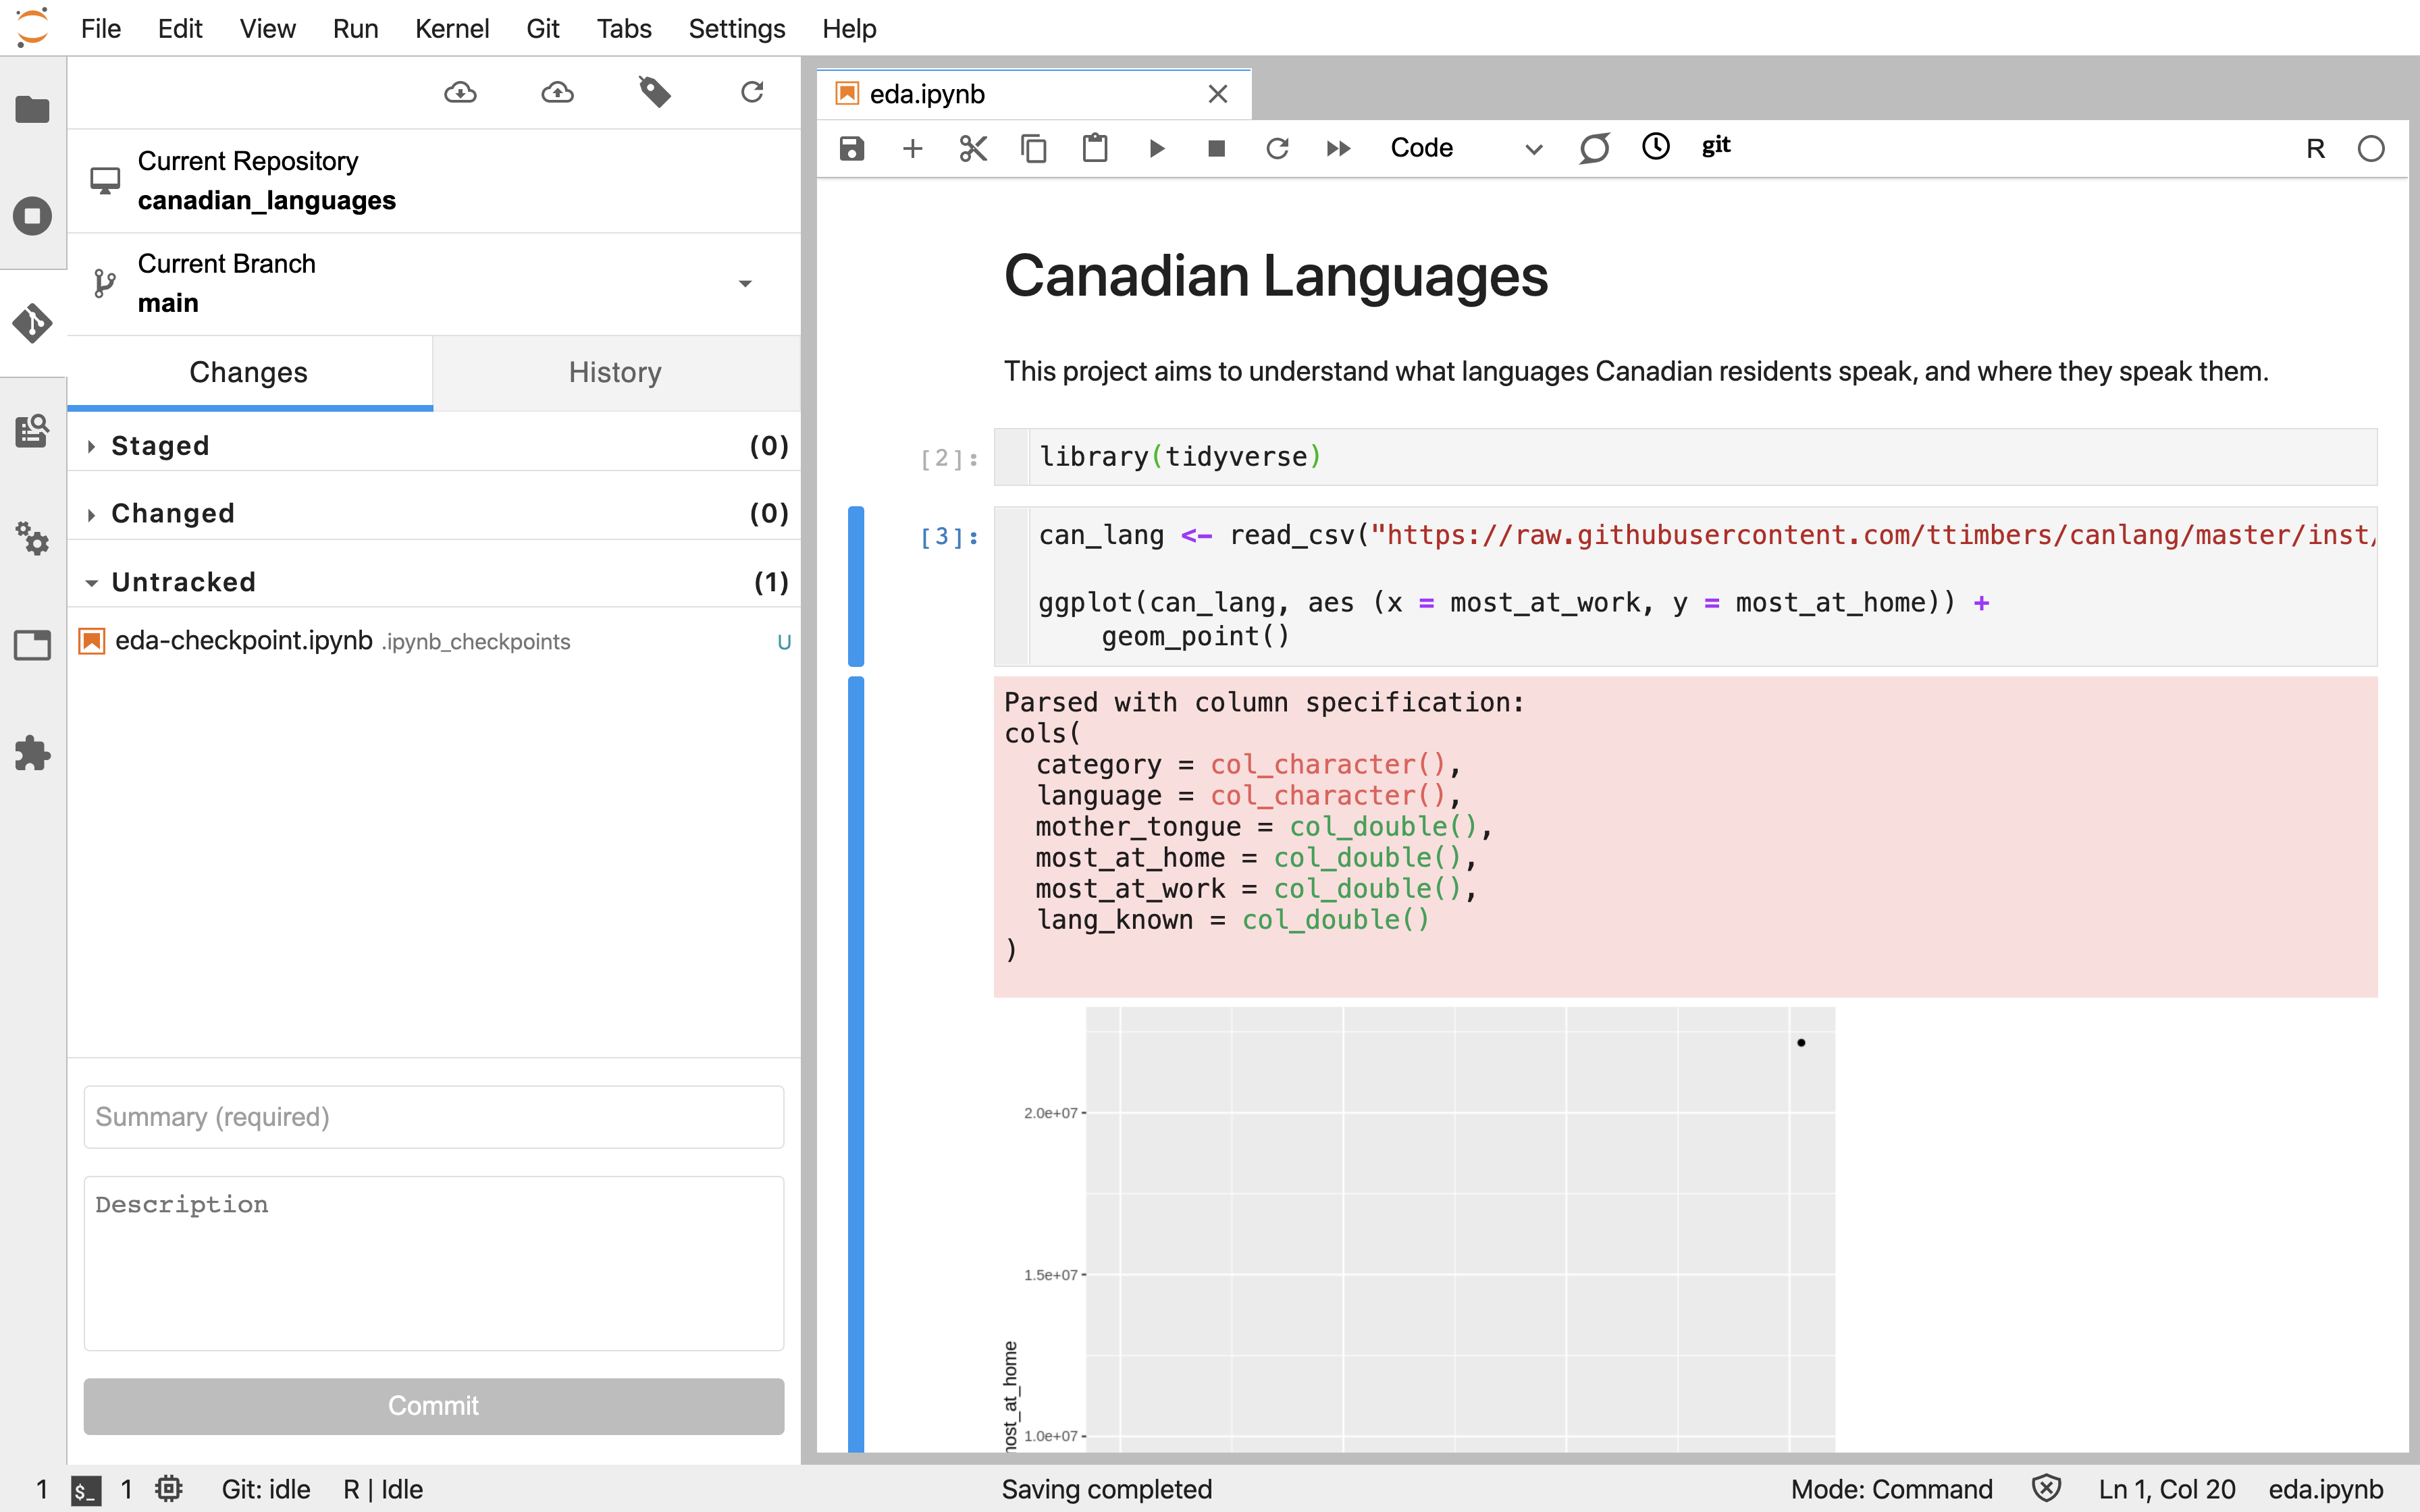 File Edit View Run Kernel Git Tabs Settings Help
Current Repository
canadian_languages
Current Branch
main
Changes History
Staged (0)
Changed (0)
Untracked (1)
eda-checkpoint.ipynb .ipynb_checkpoints U
Summary (required)
Description
Commit
eda.ipynb
Code git R
Canadian Languages
This project aims to understand what languages Canadian residents speak, and where they speak them.
[2]: library(tidyverse)
[3]: can_lang <- read_csv("https://raw.githubusercontent.com/ttimbers/canlang/master/inst/
ggplot(can_lang, aes (x = most_at_work, y = most_at_home)) +
geom_point()
Parsed with column specification:
cols(
category = col_character(),
language = col_character(),
mother_tongue = col_double(),
most_at_home = col_double(),
most_at_work = col_double(),
lang_known = col_double()
)
2.0e+07
1.5e+07
1.0e+07
most_at_home
1 $_ 1 Git: idle R | Idle Saving completed Mode: Command Ln 1, Col 20 eda.ipynb